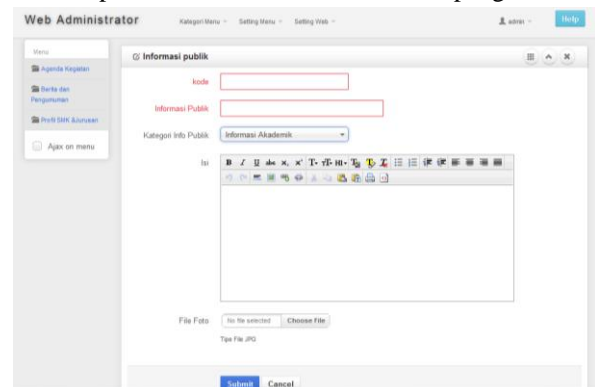 Web Administrator
Kategori Menu
Setting Menu
Setting Web
admin
Help
Menu
Agenda Kegiatan
Berita dan
Pengumuman
Profil SMK &Jurusan
Ajax on menu
Informasi publik
kode
Informasi Publik
Kategori Info Publik
Informasi Akademik
Isi
File Foto
No file selected
Choose File
Tipe File JPG
Submit
Cancel